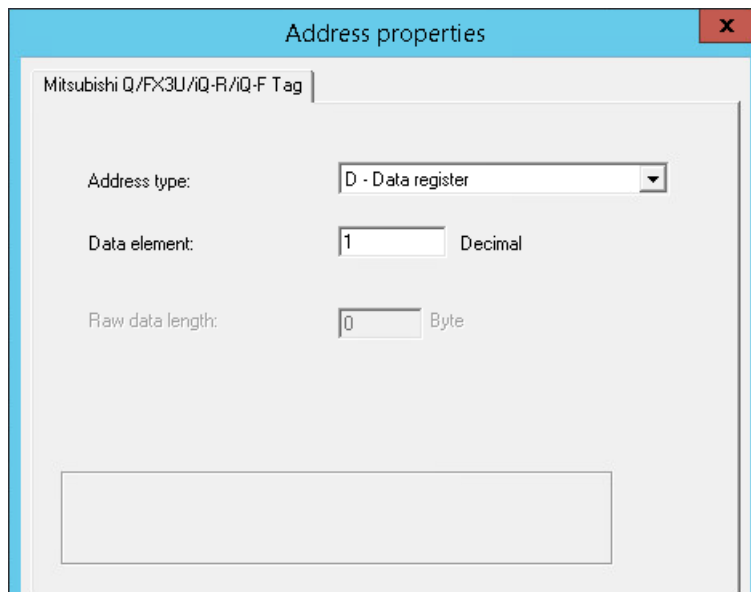 Address properties
x
Mitsubishi Q/FX3U/iQ-R/iQ-F Tag
Address type: D - Data register
Data element: 1 Decimal
Raw data length: 0 Byte